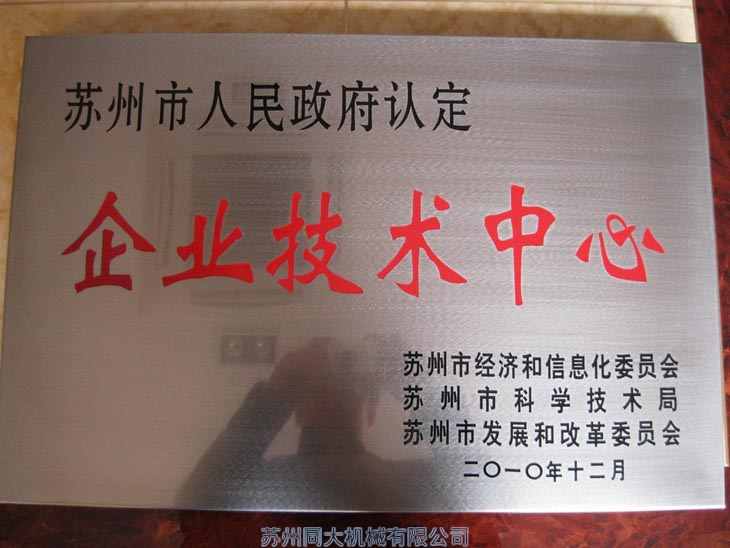 苏州市人民政府认定
企业技术中心
苏州市经济和信息化委员会
苏州市科学技术局
苏州市发展和改革委员会
二〇一〇年十二月
苏州同大机械有限公司